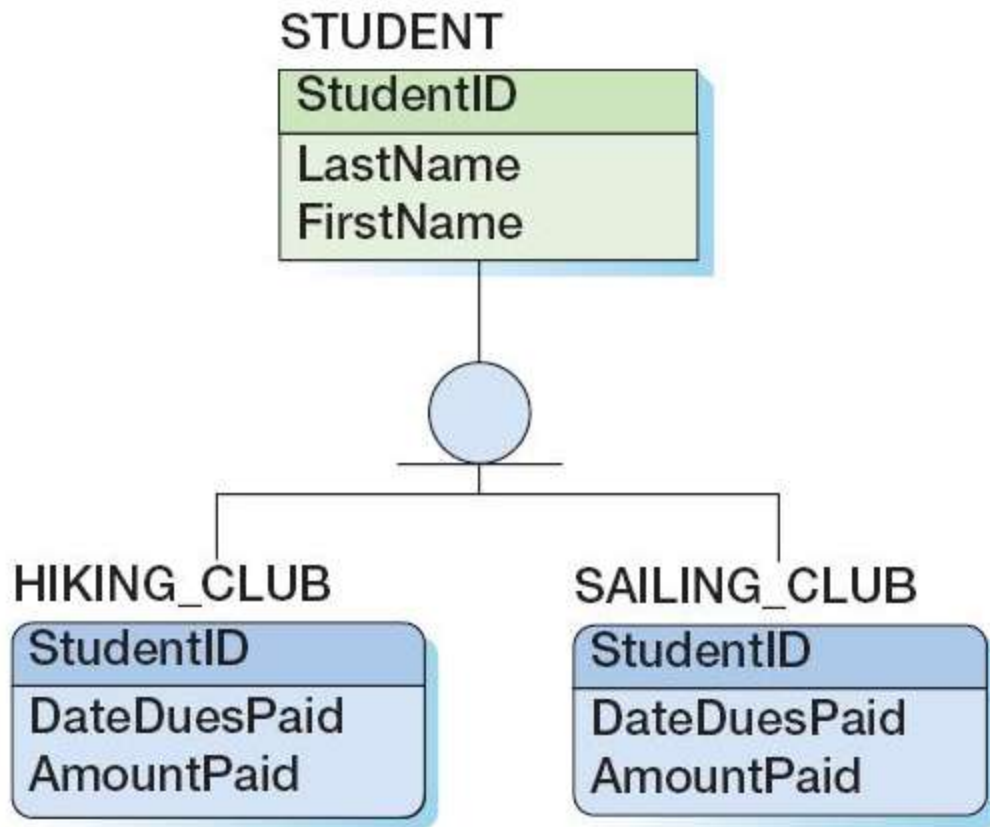 STUDENT
StudentID
LastName
FirstName
HIKING_CLUB
StudentID
DateDuesPaid
AmountPaid
SAILING_CLUB
StudentID
DateDuesPaid
AmountPaid